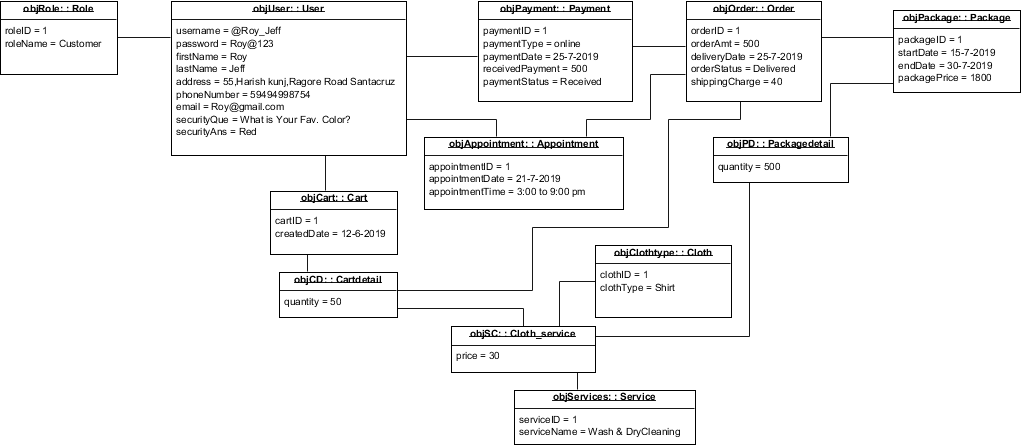 objRole: : Role
roleID = 1
roleName = Customer
objUser: : User
username = @Roy_Jeff
password = Roy@123
firstName = Roy
lastName = Jeff
address = 55,Harish kunj,Ragore Road Santacruz
phoneNumber = 59494998754
email = Roy@gmail.com
securityQue = What is Your Fav. Color?
securityAns = Red
objPayment: : Payment
paymentID = 1
paymentType = online
paymentDate = 25-7-2019
receivedPayment = 500
paymentStatus = Received
objOrder: : Order
orderID = 1
orderAmt = 500
deliveryDate = 25-7-2019
orderStatus = Delivered
shippingCharge = 40
objPackage: : Package
packageID = 1
startDate = 15-7-2019
endDate = 30-7-2019
packagePrice = 1800
objAppointment: : Appointment
appointmentID = 1
appointmentDate = 21-7-2019
appointmentTime = 3:00 to 9:00 pm
objPD: : Packagedetail
quantity = 500
objCart: : Cart
cartID = 1
createdDate = 12-6-2019
objClothtype: : Cloth
clothID = 1
clothType = Shirt
objCD: : Cartdetail
quantity = 50
objSC: : Cloth_service
price = 30
objServices: : Service
serviceID = 1
serviceName = Wash & DryCleaning